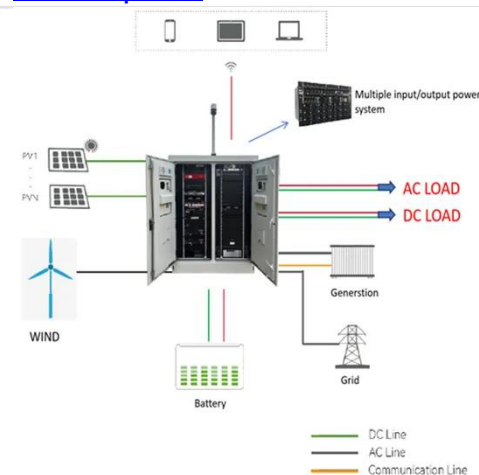 Multiple input/output power
system
PV1
PVN
AC LOAD
DC LOAD
WIND
Generstion
Grid
Battery
DC Line
AC Line
Communication Line